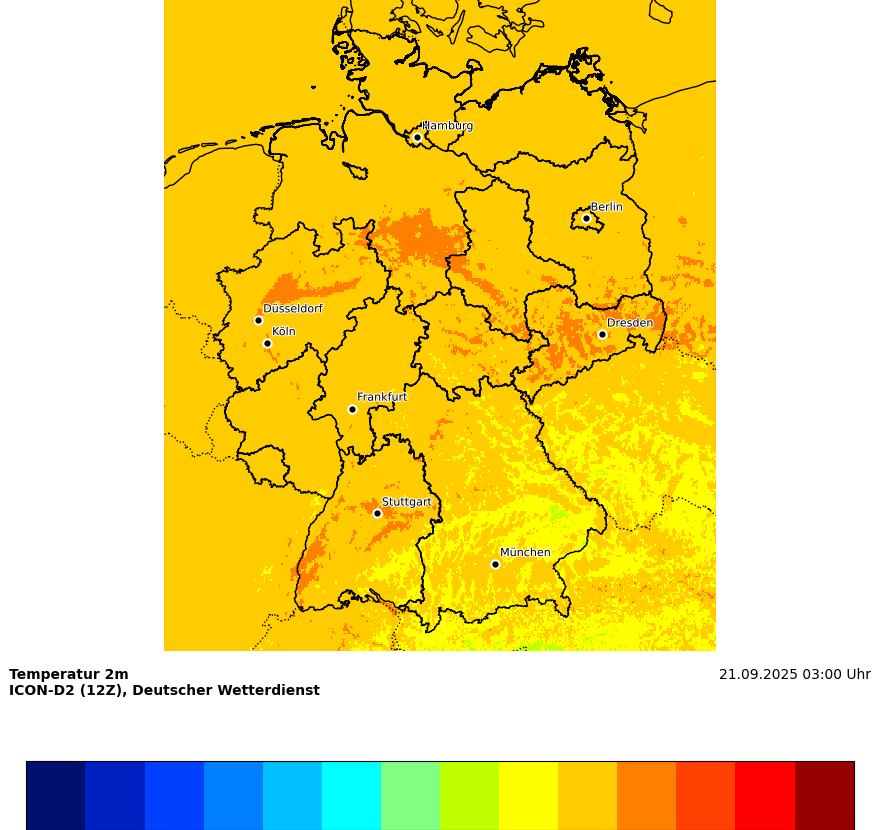 Hamburg
Berlin
Düsseldorf
Dresden
Köln
Frankfurt
Stuttgart
München
Temperatur 2m
21.09.2025 03:00 Uhr
ICON-D2 (12Z), Deutscher Wetterdienst